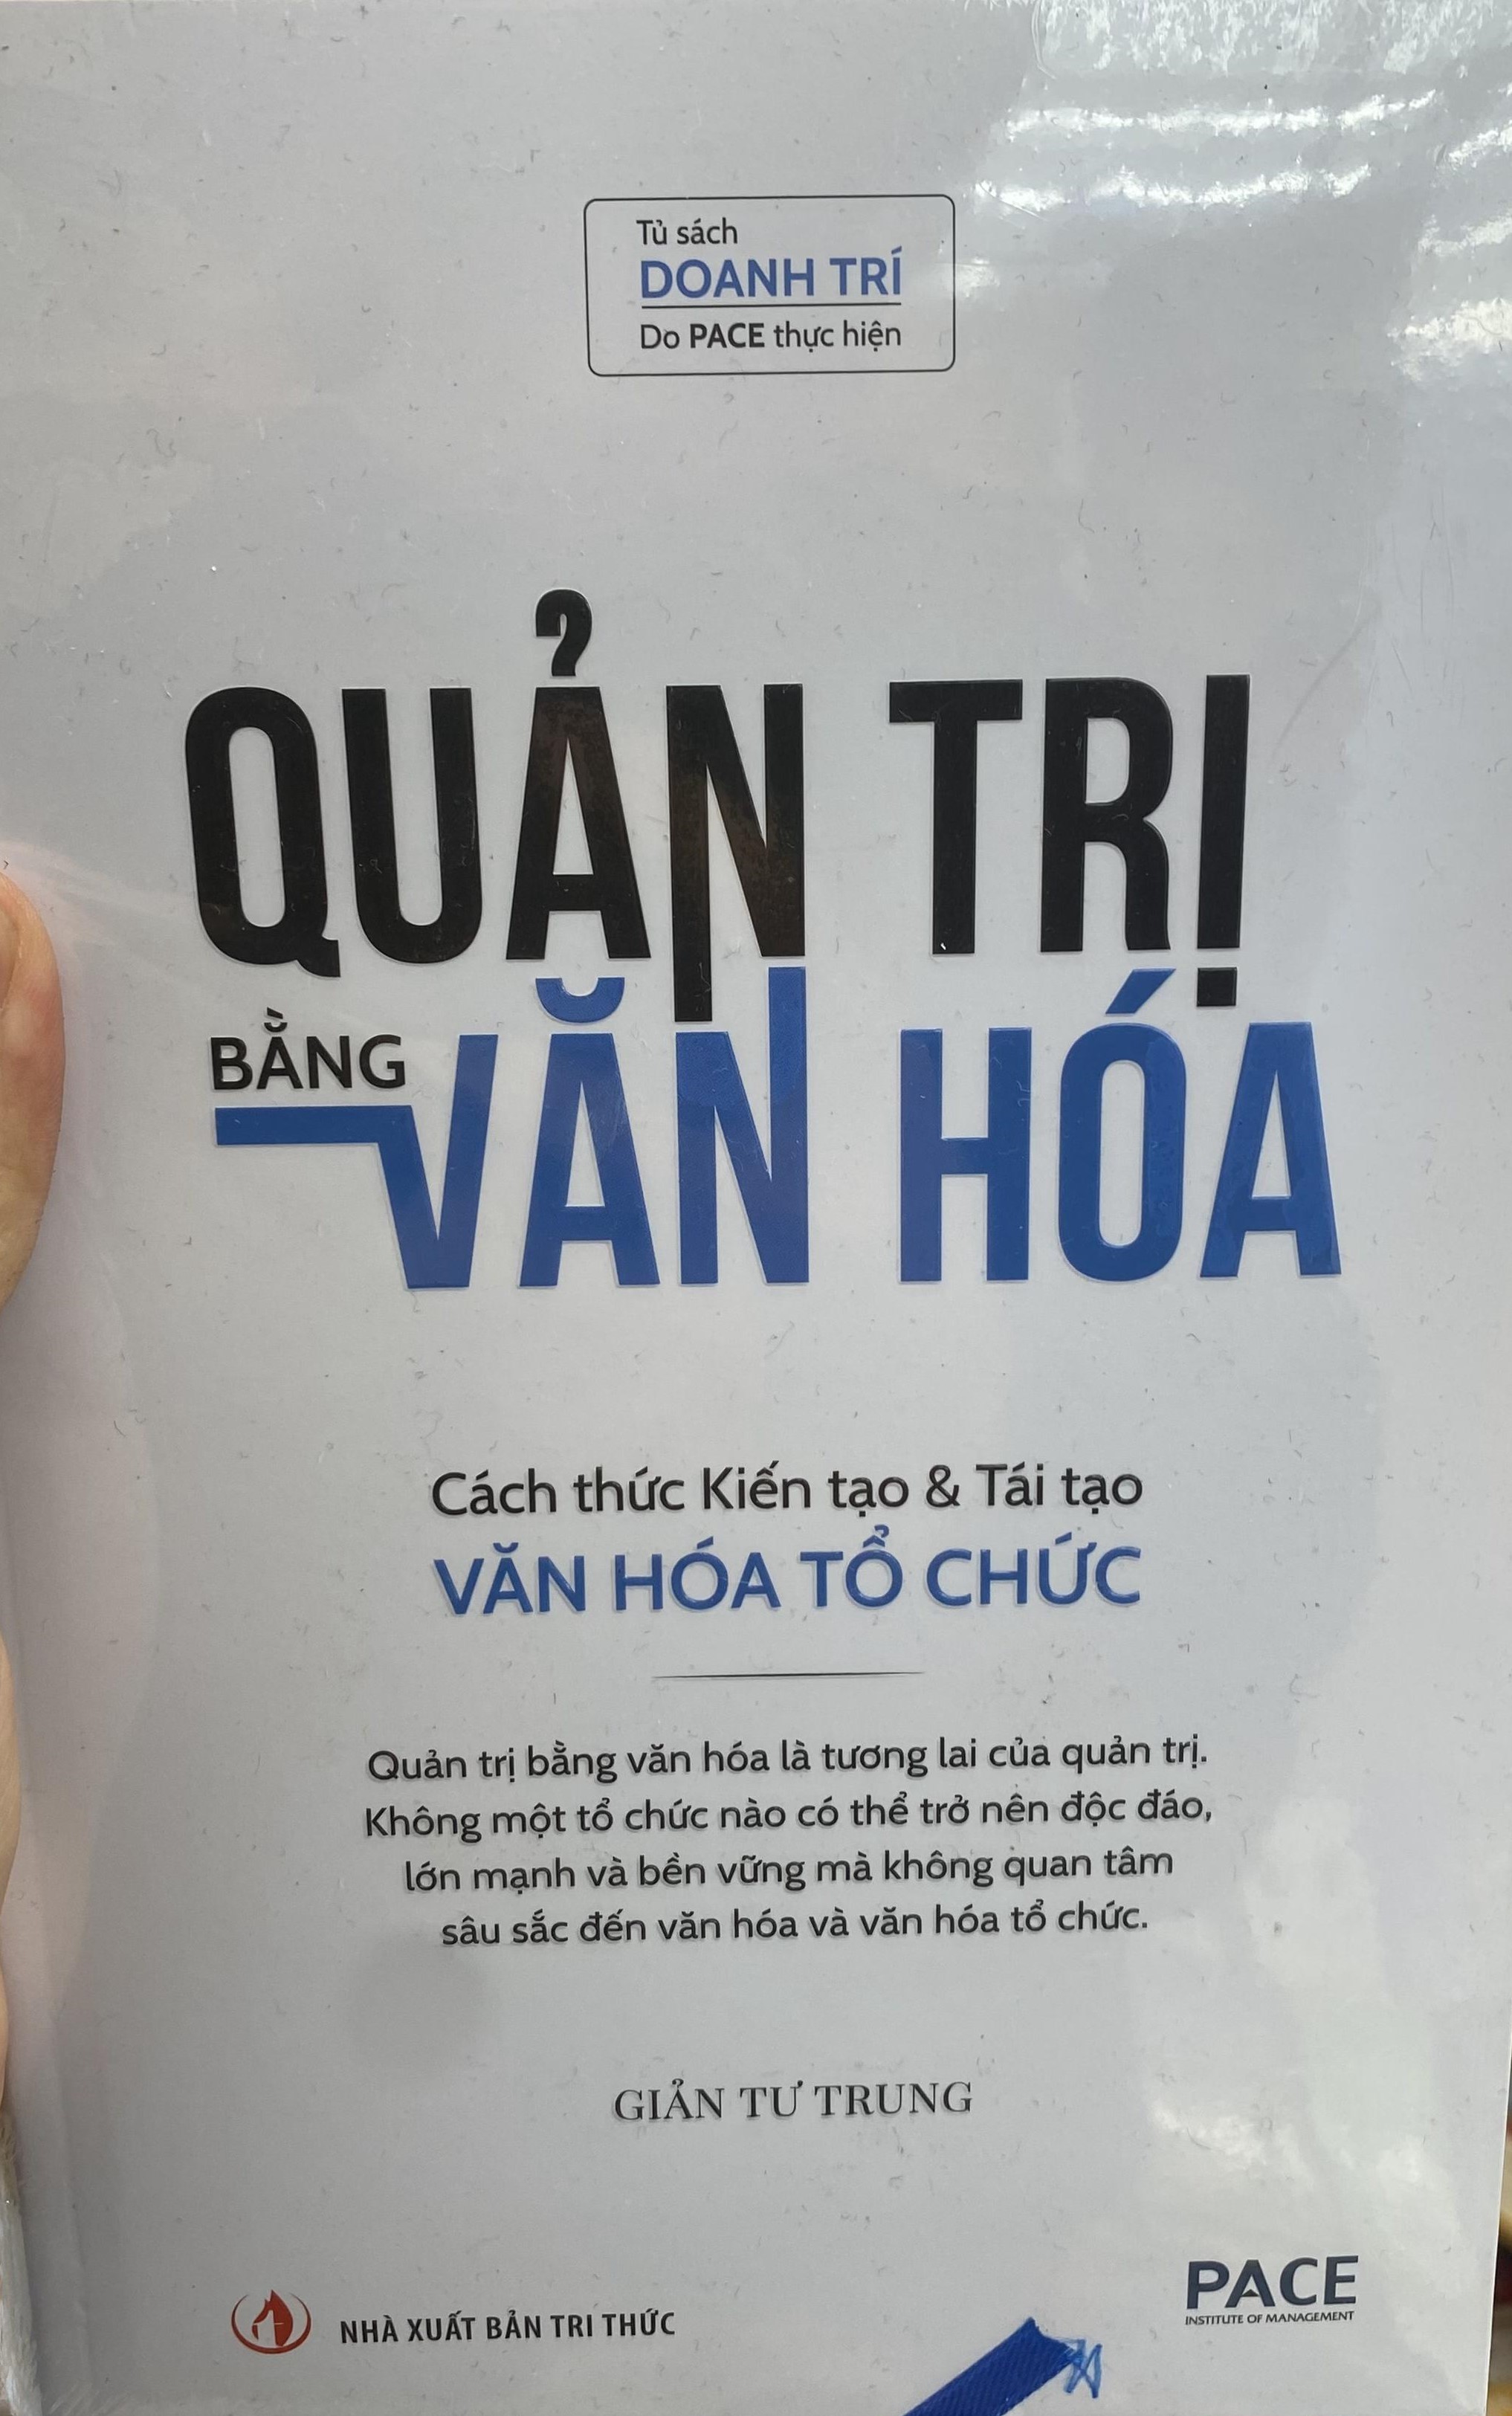 Tủ sách
DOANH TRÍ
Do PACE thực hiện
QUẢN TRỊ
BẰNG
VĂN HÓA
Cách thức Kiến tạo & Tái tạo
VĂN HÓA TỔ CHỨC
Quản trị bằng văn hóa là tương lai của quản trị.
Không một tổ chức nào có thể trở nên độc đáo,
lớn mạnh và bền vững mà không quan tâm
sâu sắc đến văn hóa và văn hóa tổ chức.
GIẢN TƯ TRUNG
NHÀ XUẤT BẢN TRI THỨC
PACE
INSTITUTE OF MANAGEMENT